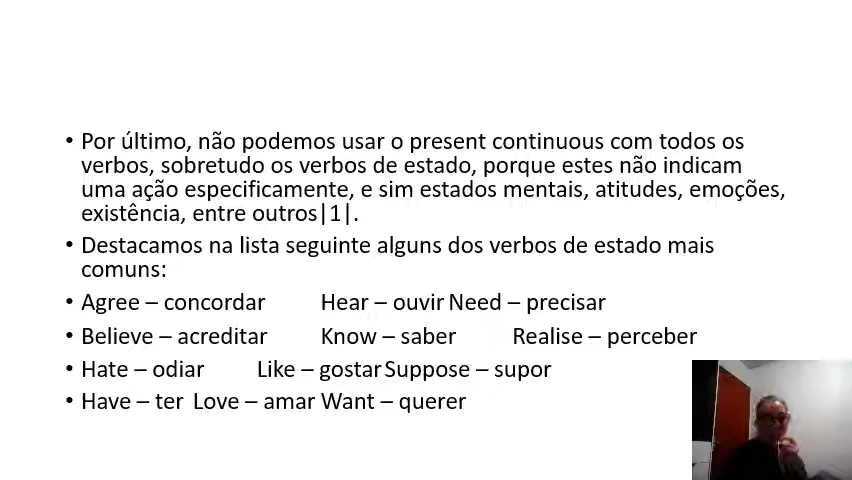 • Por último, não podemos usar o present continuous com todos os
verbos, sobretudo os verbos de estado, porque estes não indicam
uma ação especificamente, e sim estados mentais, atitudes, emoções,
existência, entre outros|1|.
• Destacamos na lista seguinte alguns dos verbos de estado mais
comuns:
• Agree – concordar Hear – ouvir Need – precisar
• Believe – acreditar Know – saber Realise – perceber
• Hate – odiar Like – gostar Suppose – supor
• Have – ter Love – amar Want – querer